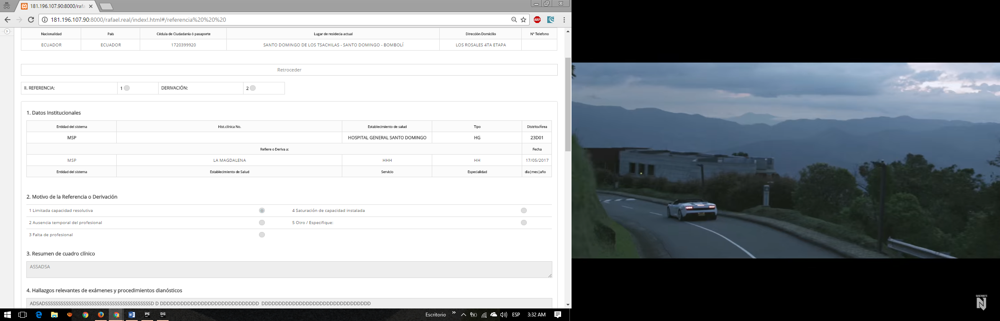 181.196.107.90:8000/rafa
181.196.107.90:8000/rafael.real/index!.html#/referencia%20%20%20
ABP
Nacionalidad País Cédula de Ciudadanía ó pasaporte Lugar de residecia actual Dirección Domicilio N° Telefono
ECUADOR ECUADOR 1720399920 SANTO DOMINGO DE LOS TSACHILAS - SANTO DOMINGO - BOMBOLÍ LOS ROSALES 4TA ETAPA
Retroceder
II. REFERENCIA: 1 DERIVACIÓN: 2
1. Datos Institucionales
Entidad del sistema Hist.clínica No. Establecimiento de salud Tipo Distrito/Área
MSP HOSPITAL GENERAL SANTO DOMINGO HG 23D01
Refiere o Deriva a: Fecha
MSP LA MAGDALENA HHH HH 17/05/2017
Entidad del sistema Establecimiento de Salud Servicio Especialidad dia|mes|año
2. Motivo de la Referencia o Derivación
1 Limitada capacidad resolutiva 4 Saturación de capacidad instalada
2 Ausencia temporal del profesional 5 Otro / Especifique:
3 Falta de profesional
3. Resumen de cuadro clínico
ASSADSA
4. Hallazgos relevantes de exámenes y procedimientos dianósticos
SUSCRIBETE
N
PS DG Escritorio ESP 3:32 AM